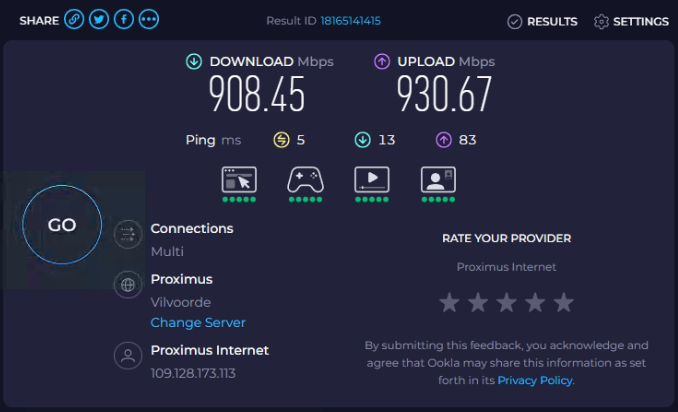 SHARE
Result ID 18165141415
RESULTS SETTINGS
DOWNLOAD Mbps
908.45
UPLOAD Mbps
930.67
Ping ms 5 13 83
GO
Connections
Multi
Proximus
Vilvoorde
Change Server
Proximus Internet
109.128.173.113
RATE YOUR PROVIDER
Proximus Internet
By submitting this feedback, you acknowledge and
agree that Ookla may share this information as set
forth in its Privacy Policy.